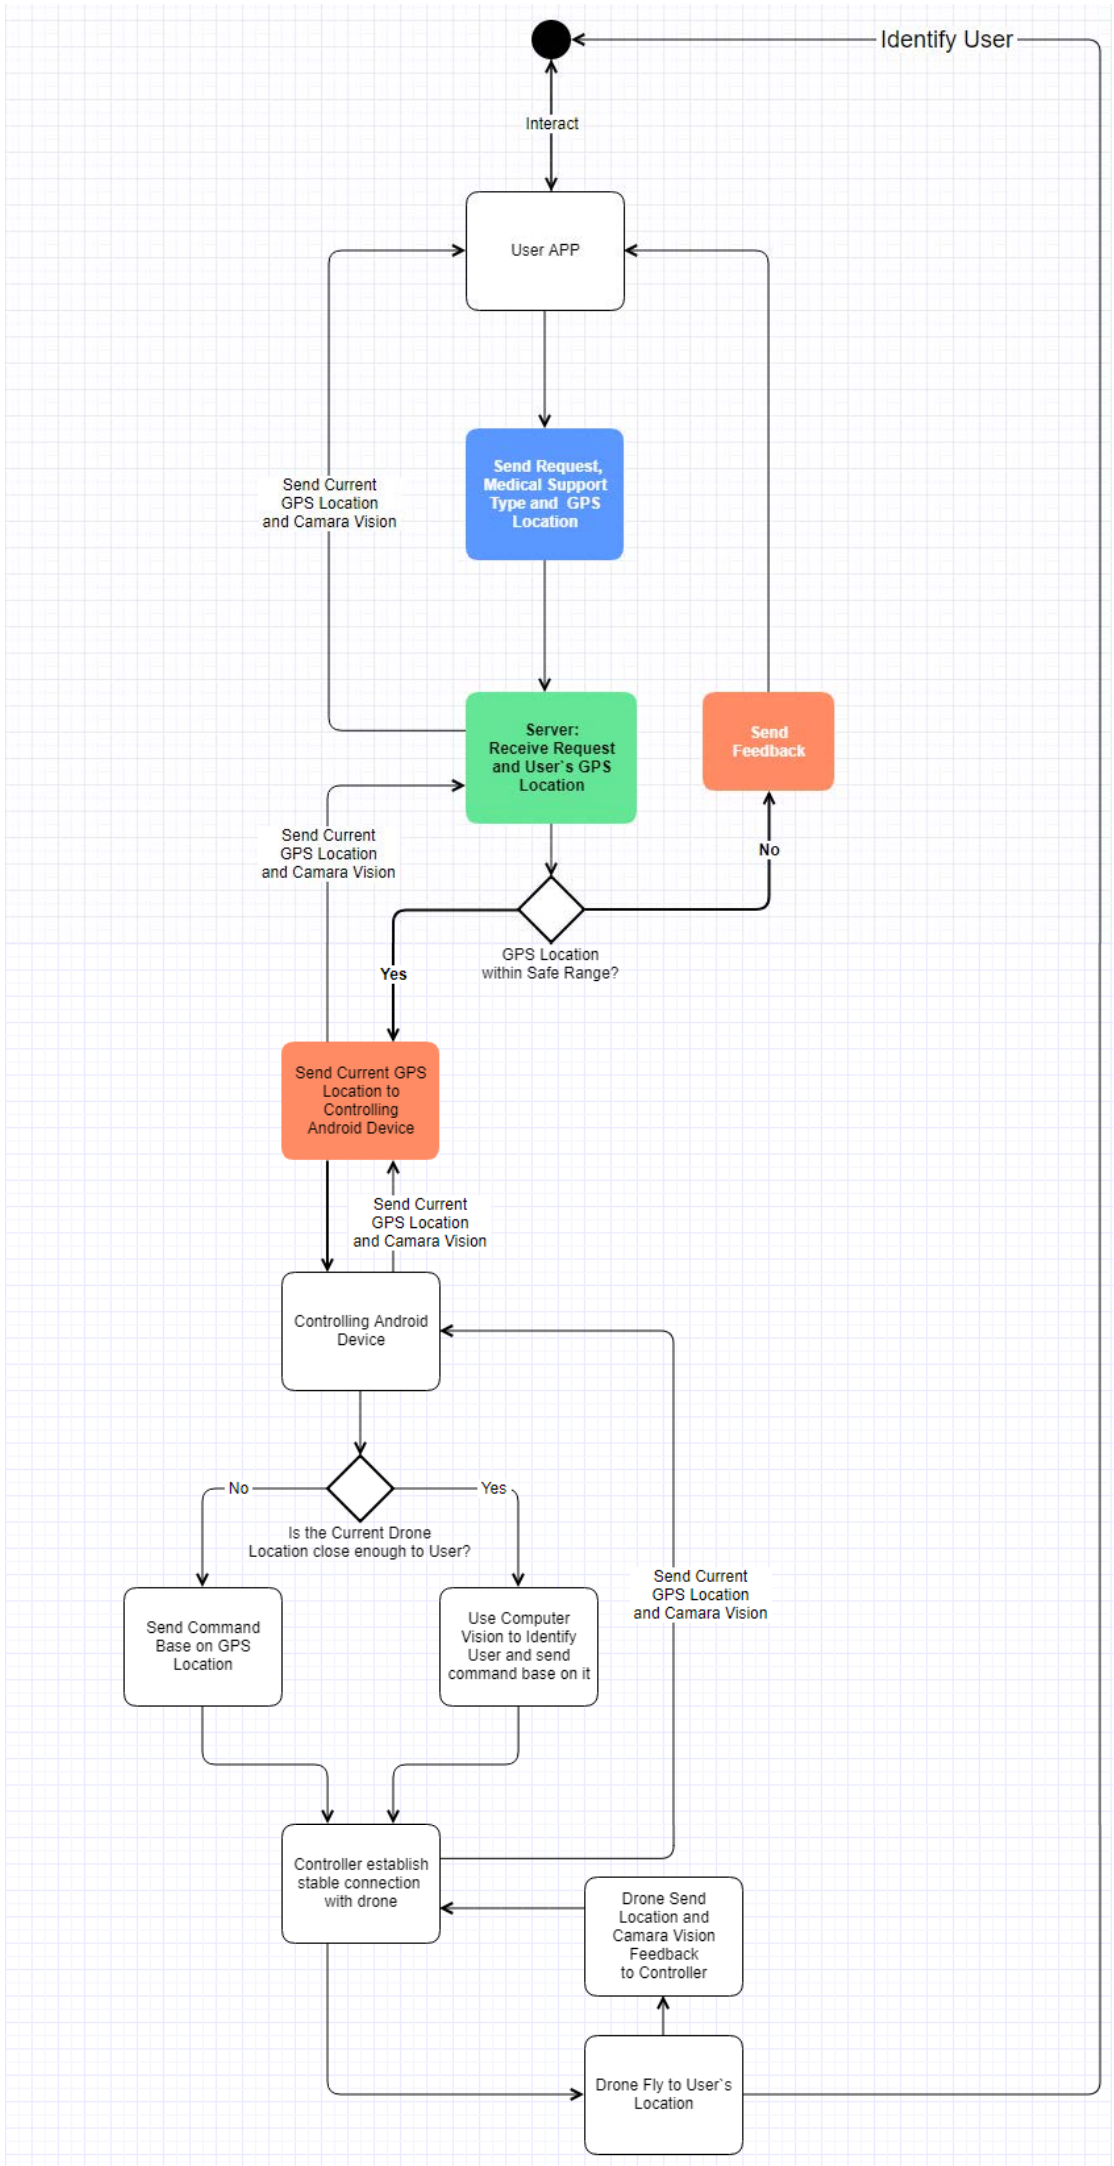 Identify User
Interact
User APP
Send Request,
Medical Support
Type and GPS
Location
Send Current
GPS Location
and Camara Vision
Server:
Receive Request
and User`s GPS
Location
Send
Feedback
Send Current
GPS Location
and Camara Vision
No
GPS Location
within Safe Range?
Yes
Send Current GPS
Location to
Controlling
Android Device
Send Current
GPS Location
and Camara Vision
Controlling Android
Device
No
Yes
Is the Current Drone
Location close enough to User?
Send Command
Base on GPS
Location
Use Computer
Vision to Identify
User and send
command base on it
Send Current
GPS Location
and Camara Vision
Controller establish
stable connection
with drone
Drone Send
Location and
Camara Vision
Feedback
to Controller
Drone Fly to User`s
Location